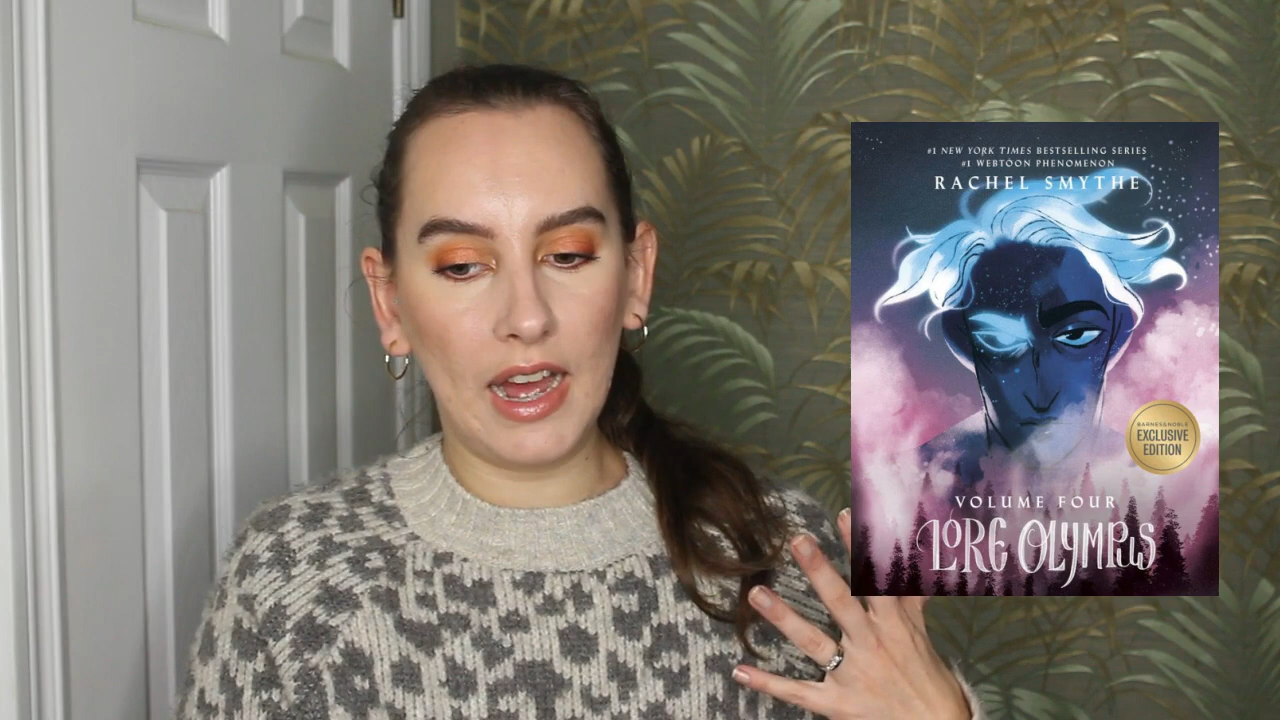 #1 NEW YORK TIMES BESTSELLING SERIES
#1 WEBTOON PHENOMENON
RACHEL SMYTHE
BARNES&NOBLE
EXCLUSIVE
EDITION
VOLUME FOUR
LORE OLYMPUS